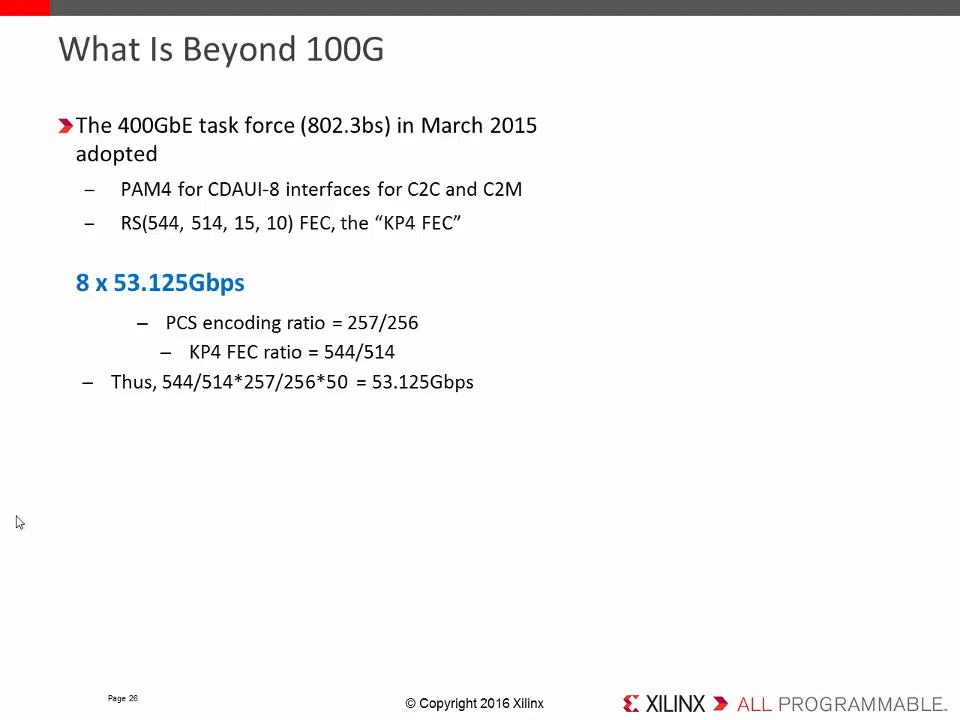 What Is Beyond 100G
The 400GbE task force (802.3bs) in March 2015
adopted
– PAM4 for CDAUI-8 interfaces for C2C and C2M
– RS(544, 514, 15, 10) FEC, the “KP4 FEC”
8 x 53.125Gbps
– PCS encoding ratio = 257/256
– KP4 FEC ratio = 544/514
– Thus, 544/514*257/256*50 = 53.125Gbps
Page 26
© Copyright 2016 Xilinx
XILINX ALL PROGRAMMABLE.